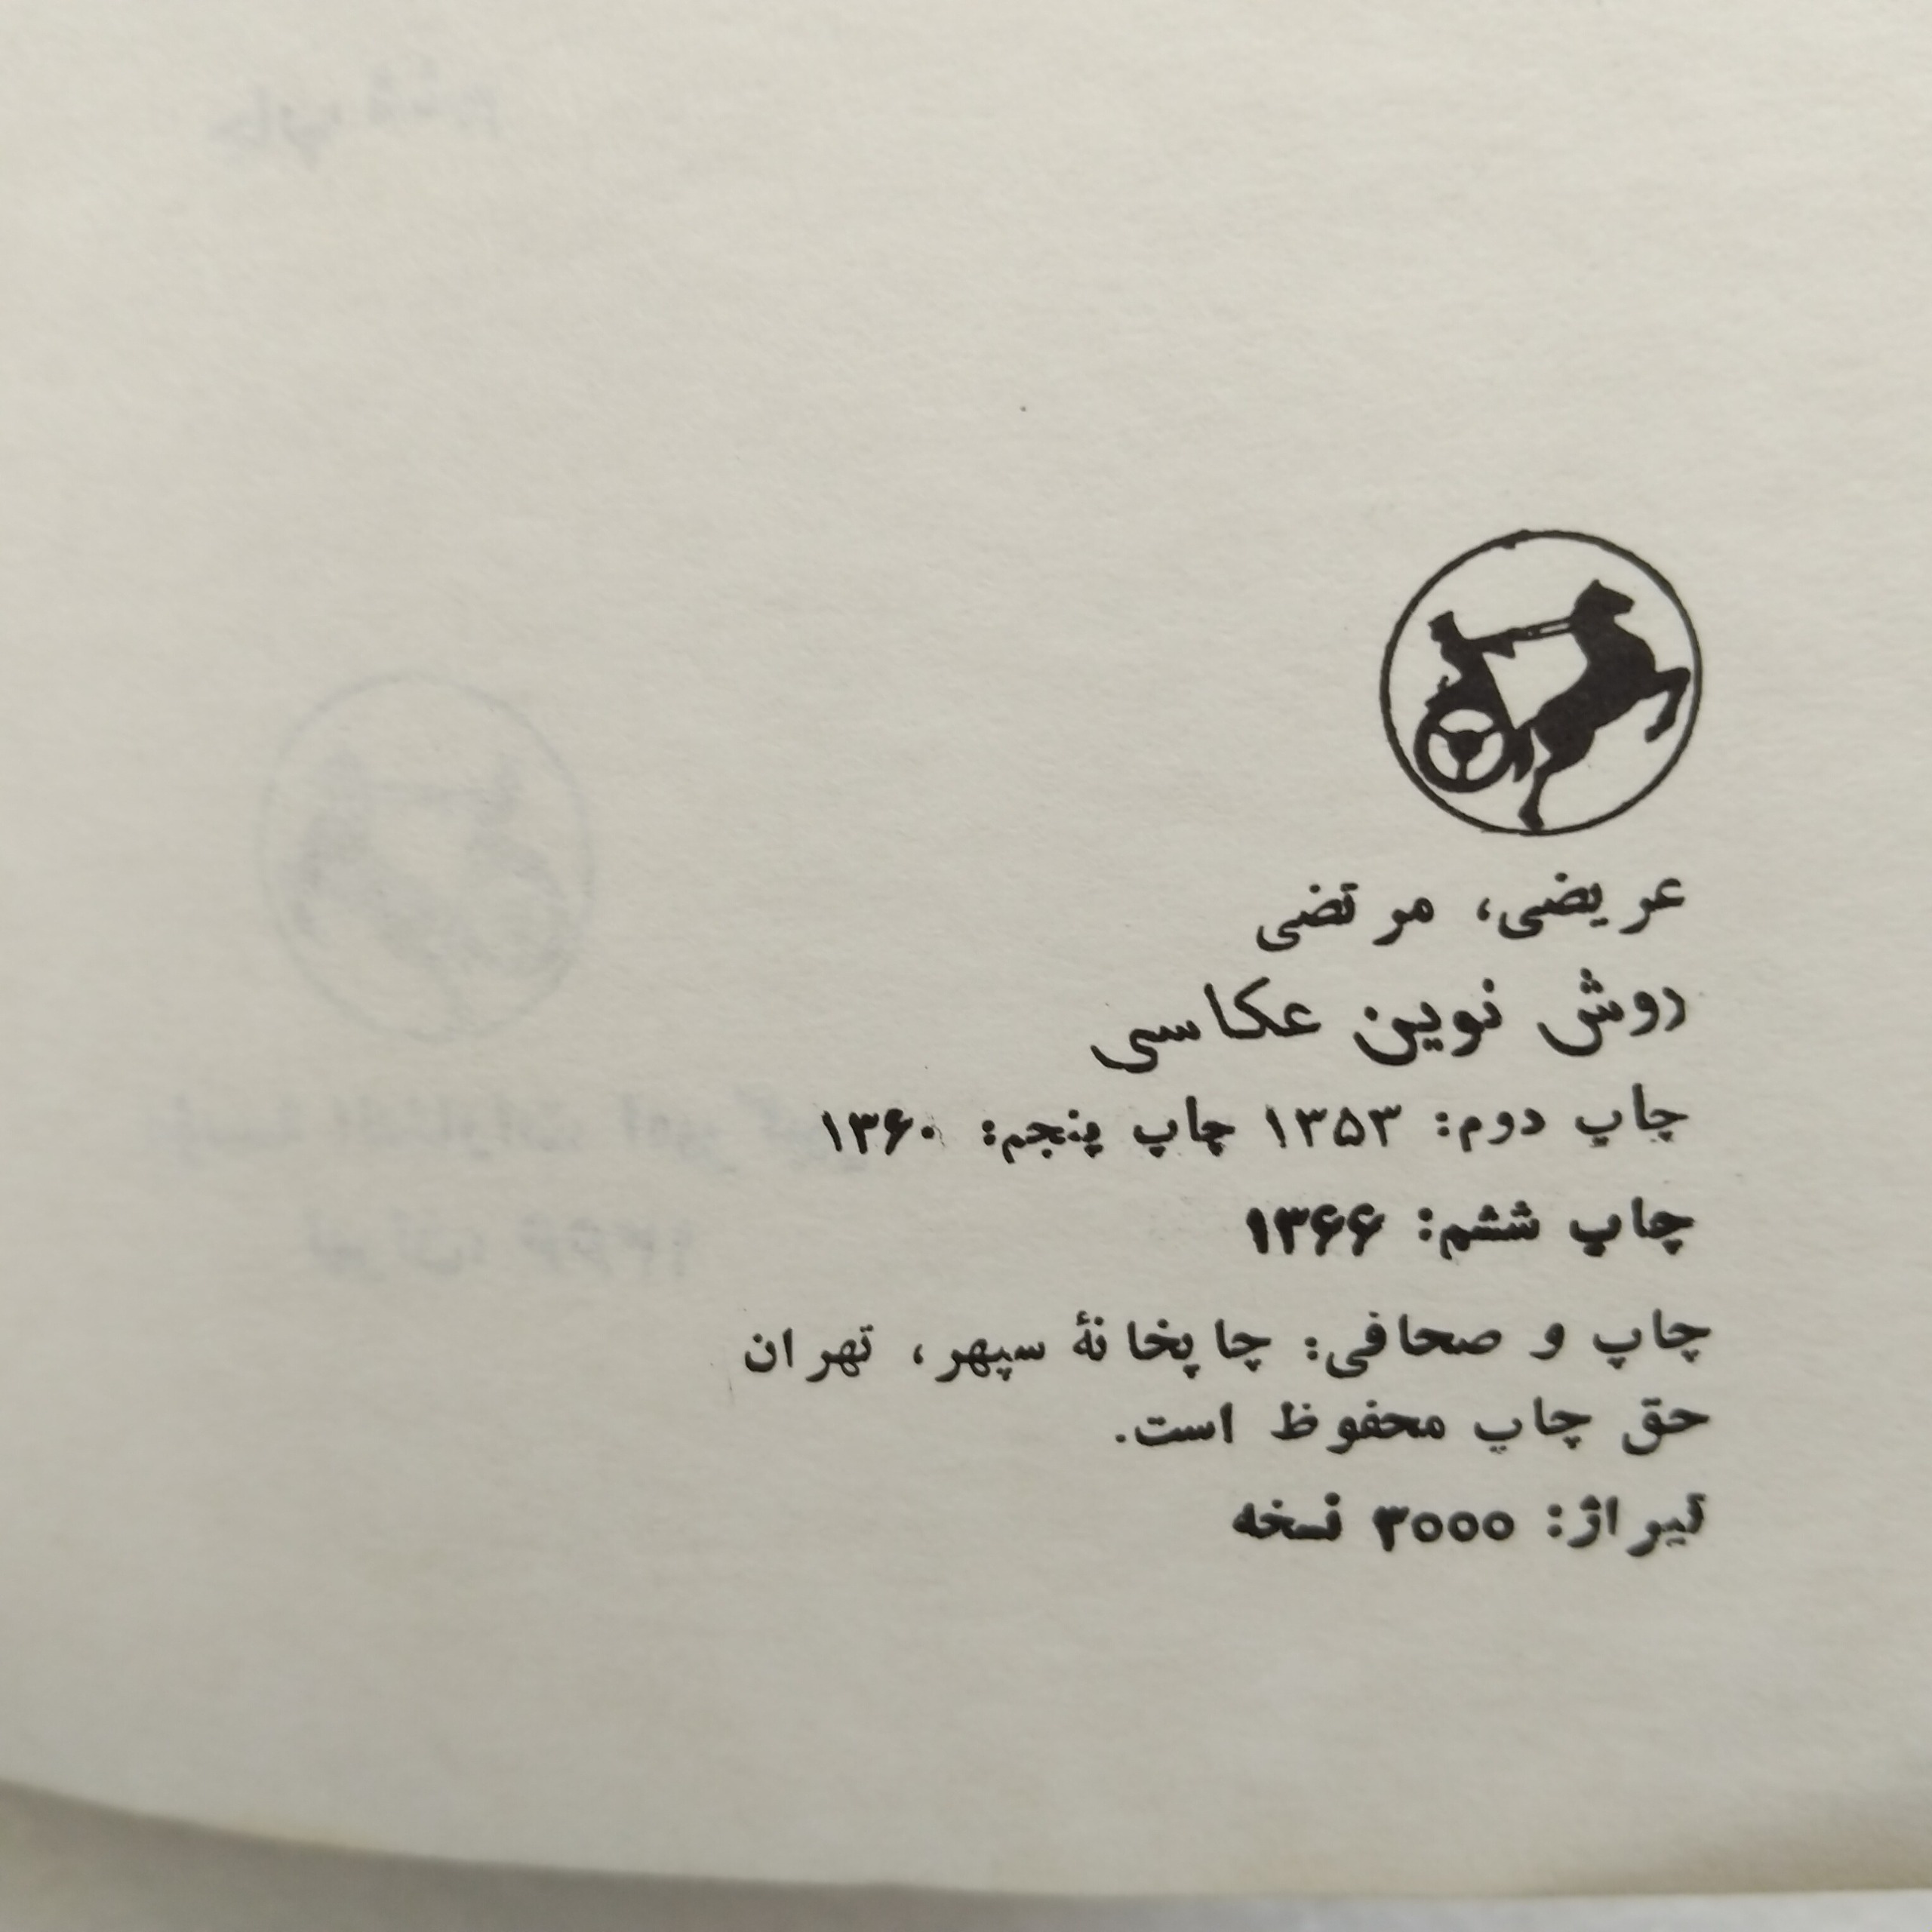 عریضی، مرتضی
روش نوین عکاسی
چاپ دوم: ۱۳۵۳ چاپ پنجم: ۱۳۶۰
چاپ ششم: ۱۳۶۶
چاپ و صحافی: چاپخانهٔ سپهر، تهران
حق چاپ محفوظ است.
تیراژ: ۳۰۰۰ نسخه